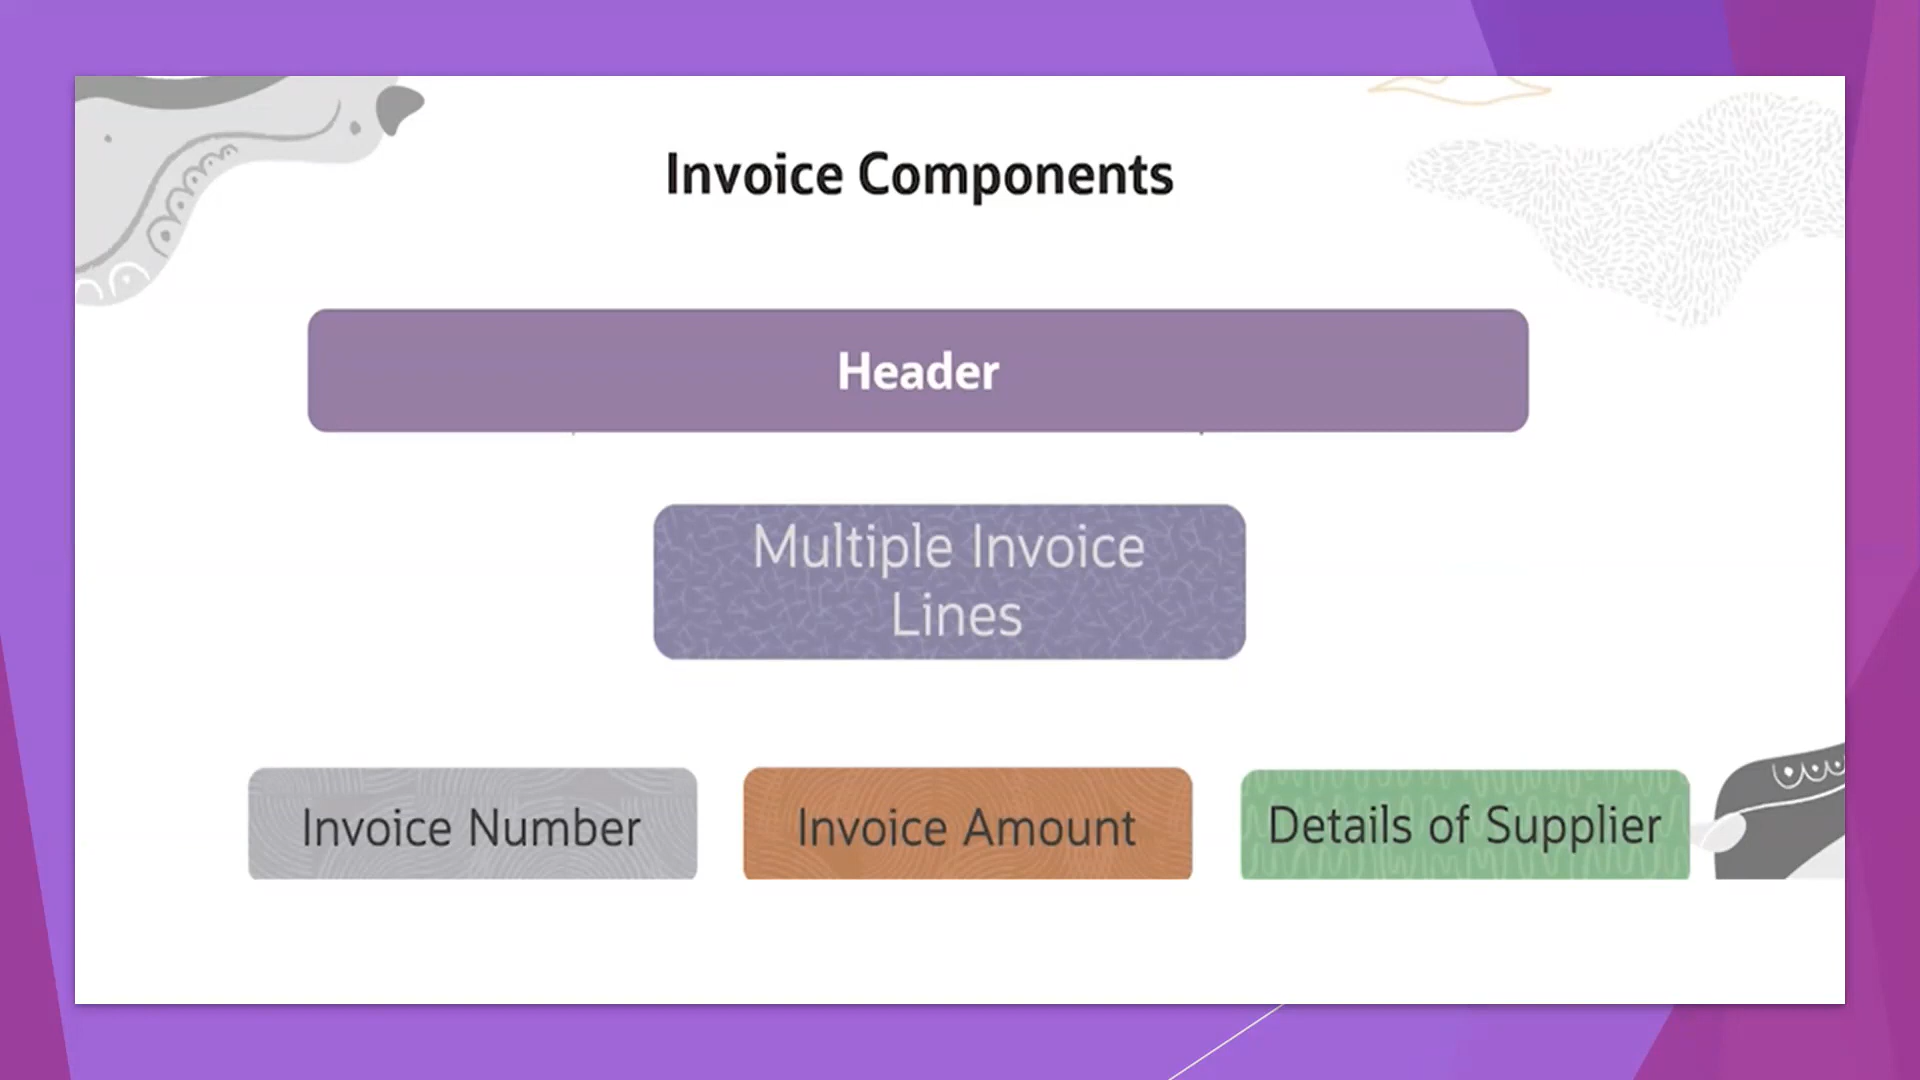 Invoice Components
Header
Multiple Invoice
Lines
Invoice Number
Invoice Amount
Details of Supplier